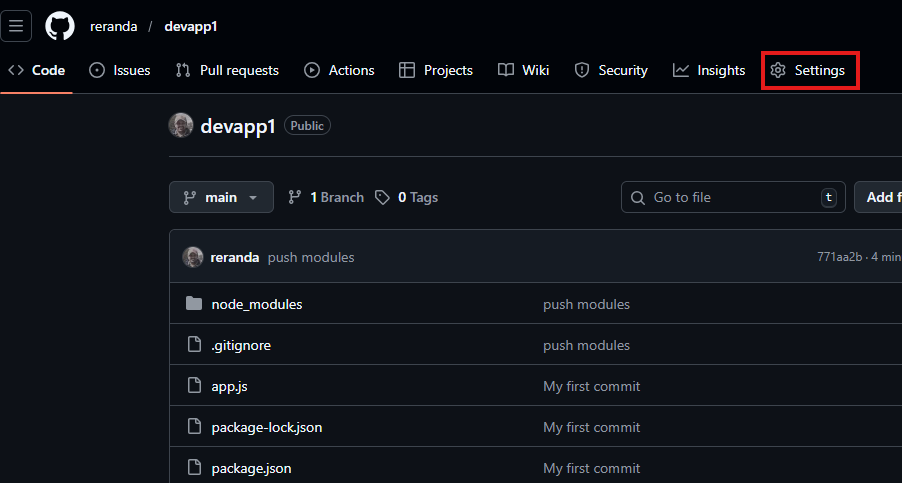 reranda / devapp1
Code Issues Pull requests Actions Projects Wiki Security Insights Settings
devapp1 Public
main 1 Branch 0 Tags Go to file t Add f
reranda push modules 771aa2b · 4 min
node_modules push modules
.gitignore push modules
app.js My first commit
package-lock.json My first commit
package.json My first commit